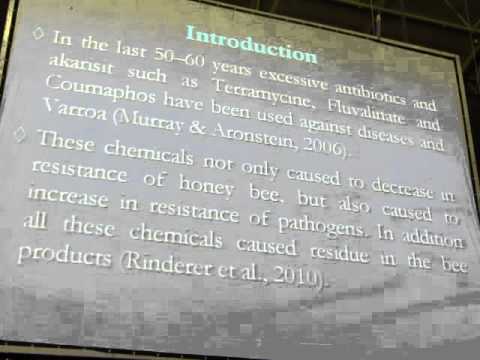 Introduction
◊ In the last 50–60 years excessive antibiotics and
akarisit such as Terramycine, Fluvalinate and
Coumaphos have been used against diseases and
Varroa (Murray & Aronstein, 2006).
◊ These chemicals not only caused to decrease in
resistance of honey bee, but also caused to
increase in resistance of pathogens. In addition
all these chemicals caused residue in the bee
products (Rinderer et al., 2010).